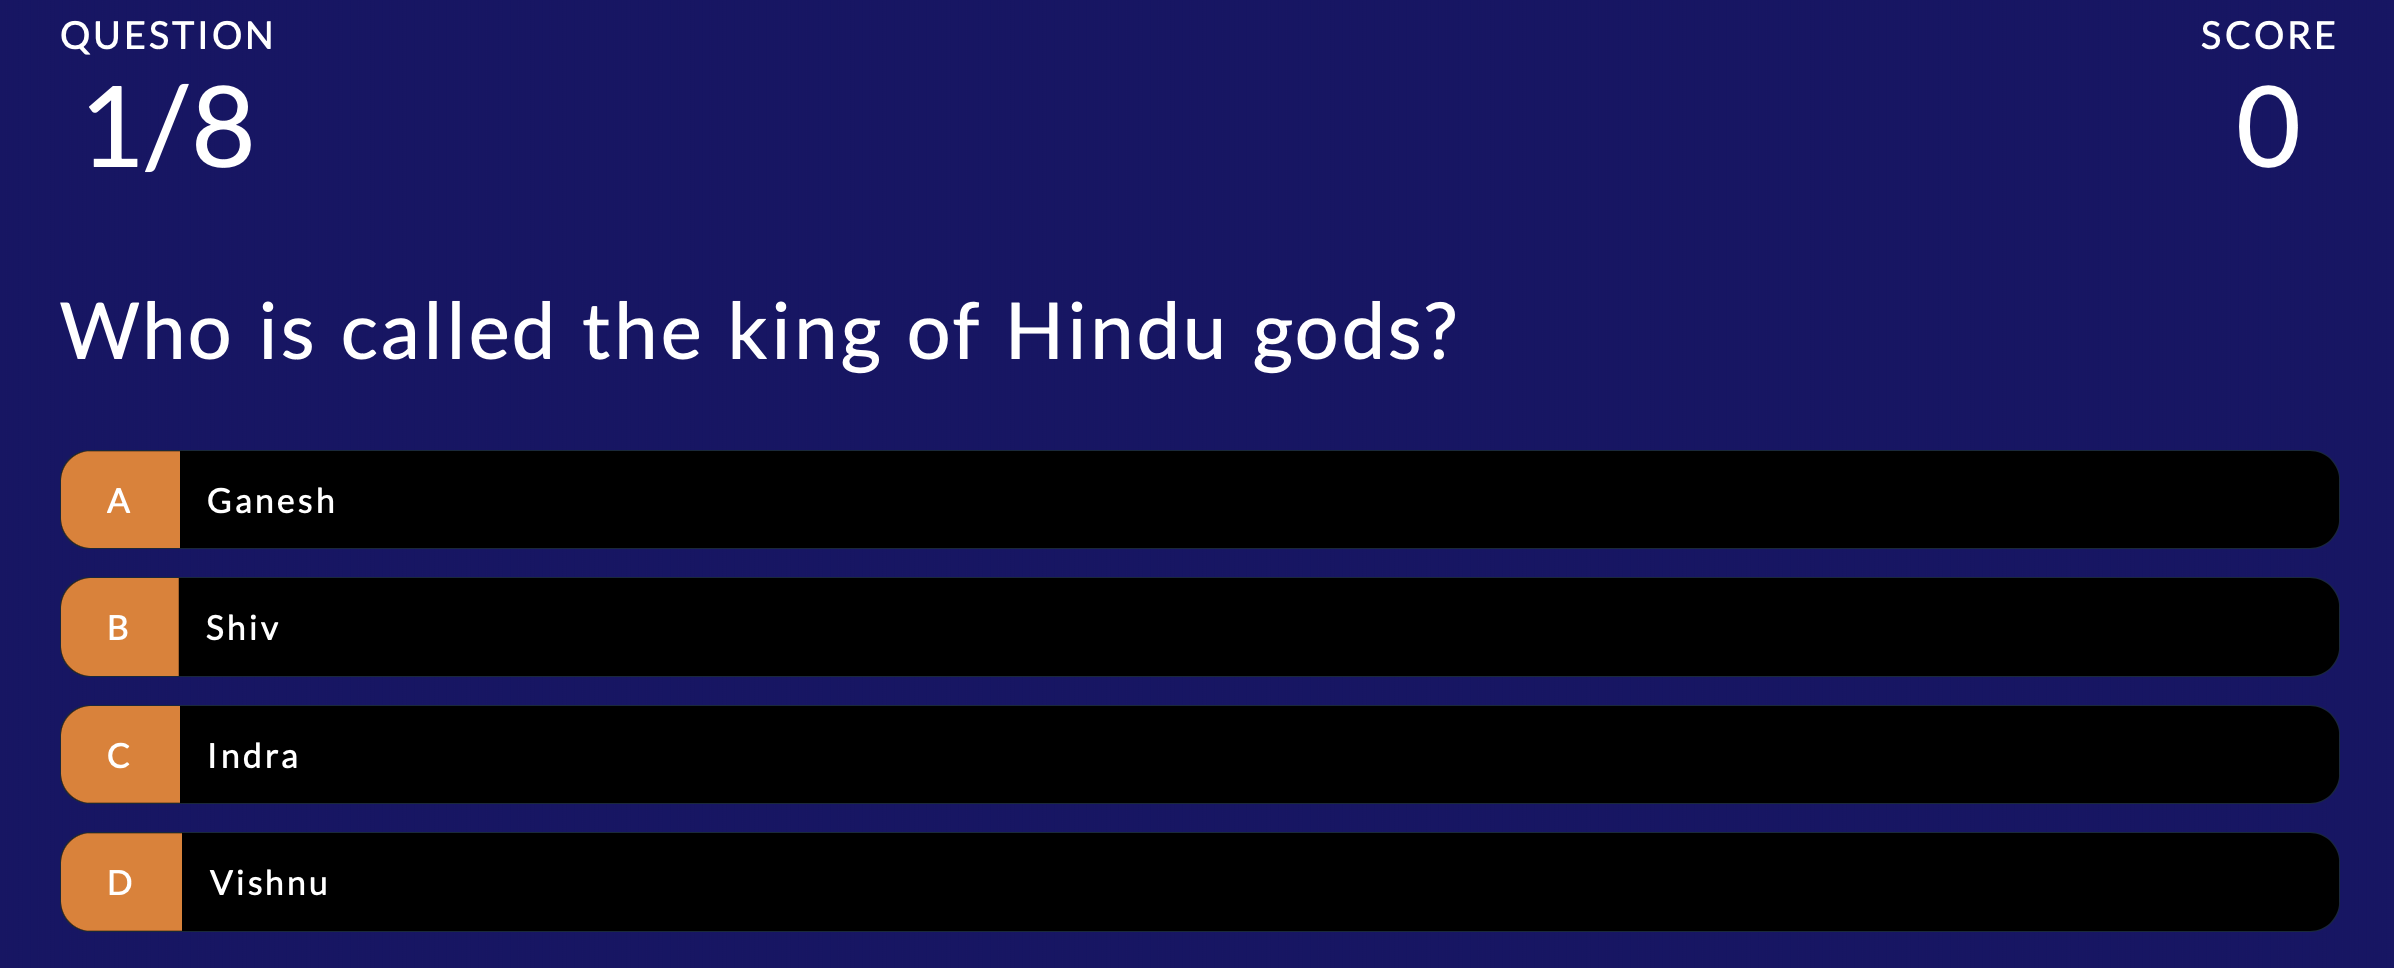 QUESTION
1/8
SCORE
0
Who is called the king of Hindu gods?
A Ganesh
B Shiv
C Indra
D Vishnu